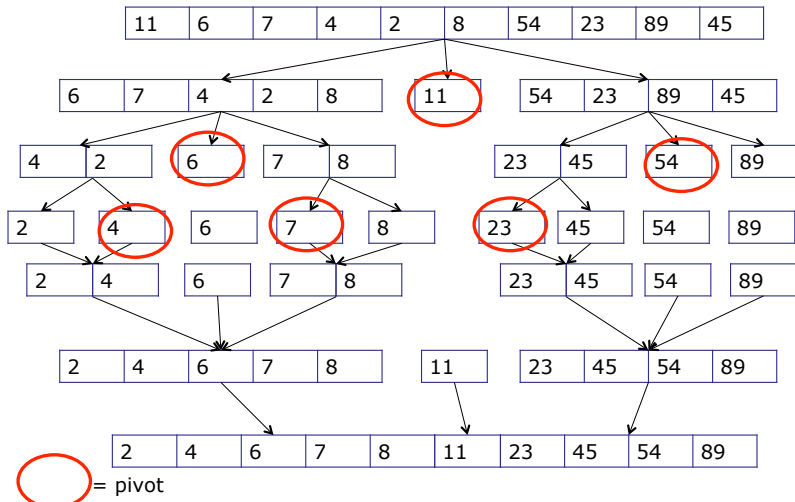 11 6 7 4 2 8 54 23 89 45
6 7 4 2 8 11 54 23 89 45
4 2 6 7 8 23 45 54 89
2 4 6 7 8 23 45 54 89
2 4 6 7 8 23 45 54 89
2 4 6 7 8 11 23 45 54 89
2 4 6 7 8 11 23 45 54 89
= pivot